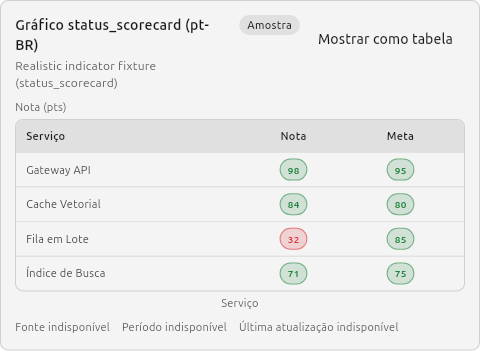 Gráfico status_scorecard (pt-BR)
Amostra
Mostrar como tabela
Realistic indicator fixture
(status_scorecard)
Nota (pts)
Serviço Nota Meta
Gateway API 98 95
Cache Vetorial 84 80
Fila em Lote 32 85
Índice de Busca 71 75
Serviço
Fonte indisponível Período indisponível Última atualização indisponível